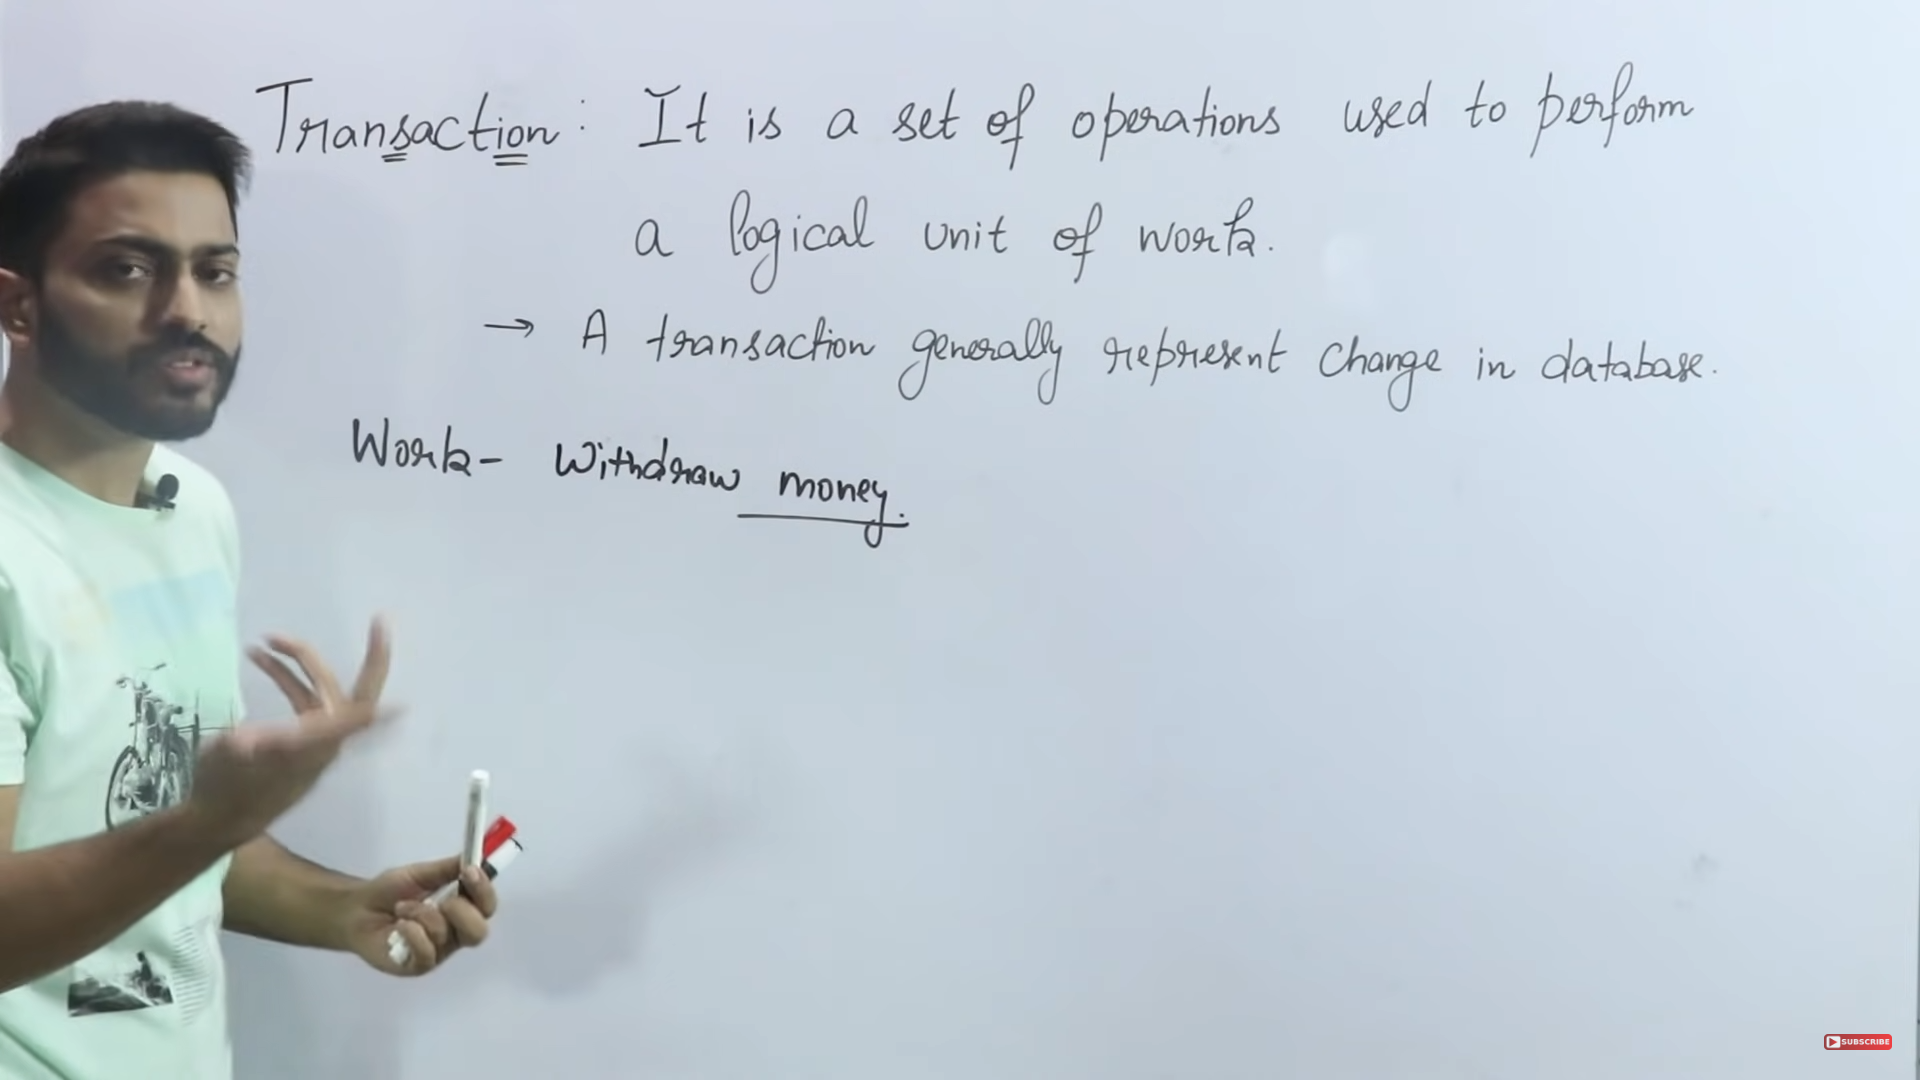 Transaction: It is a set of operations used to perform
a logical unit of work.
→ A transaction generally represent change in database.
Work- Withdraw money.
SUBSCRIBE